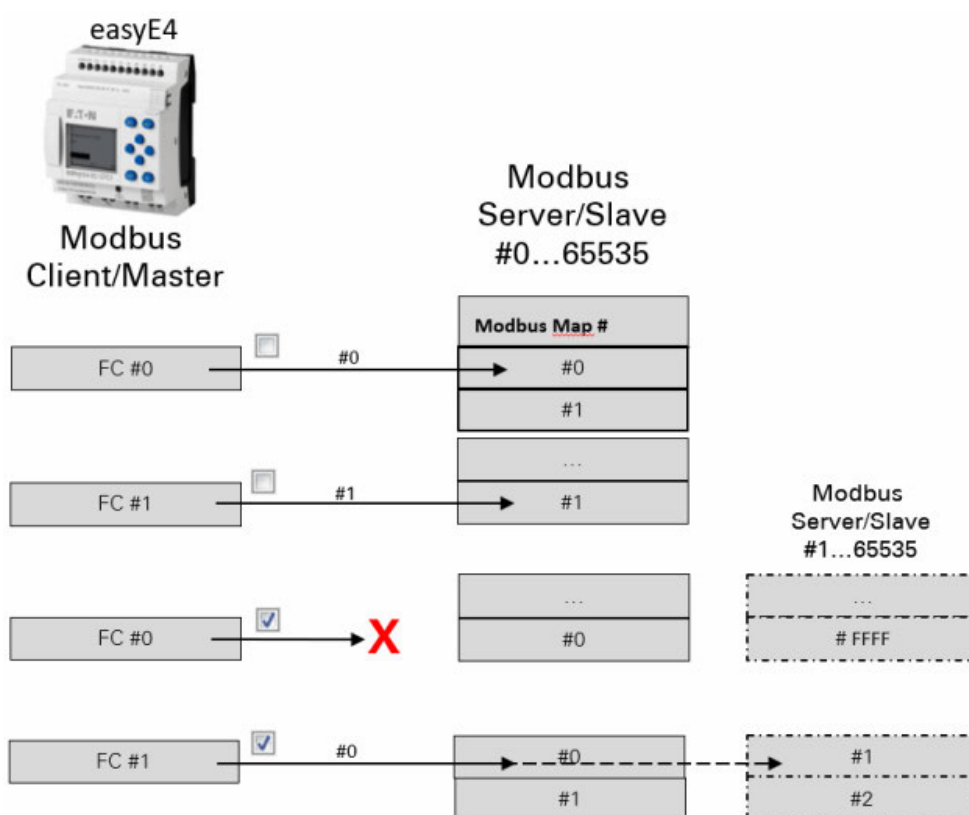 easyE4
E·T·N
Modbus
Client/Master
Modbus
Server/Slave
#0...65535
Modbus Map #
FC #0
#0
#0
#1
...
FC #1
#1
#1
Modbus
Server/Slave
#1...65535
...
...
FC #0
X
#0
# FFFF
FC #1
#0
#0
#1
#1
#2